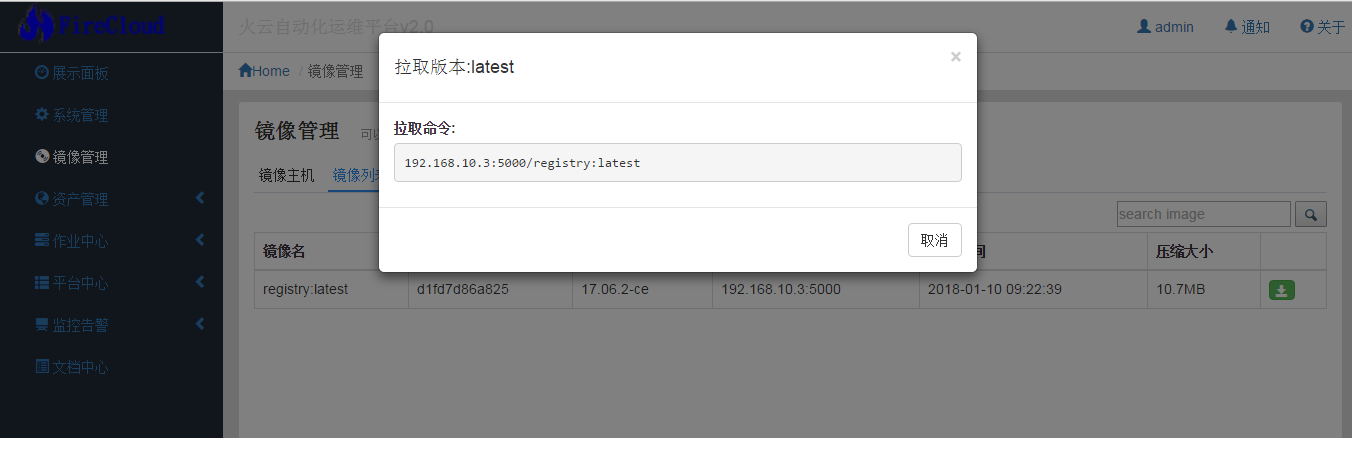 FireCloud
火云自动化运维平台v2.0
admin
通知
关于
展示面板
系统管理
镜像管理
资产管理
作业中心
平台中心
监控告警
文档中心
Home / 镜像管理
拉取版本:latest
×
拉取命令:
192.168.10.3:5000/registry:latest
取消
镜像管理 可以
镜像主机 镜像列表
search image
镜像名 间 压缩大小
registry:latest d1fd7d86a825 17.06.2-ce 192.168.10.3:5000 2018-01-10 09:22:39 10.7MB